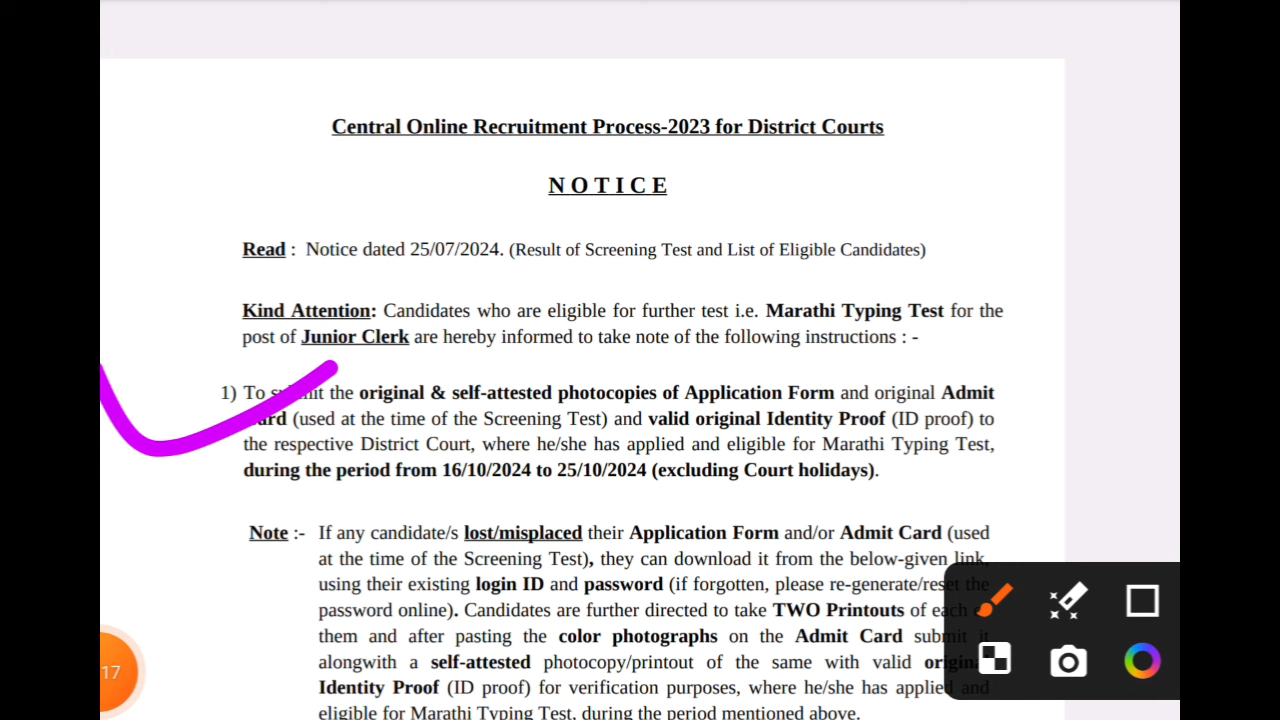 Central Online Recruitment Process-2023 for District Courts
N O T I C E
Read : Notice dated 25/07/2024. (Result of Screening Test and List of Eligible Candidates)
Kind Attention: Candidates who are eligible for further test i.e. Marathi Typing Test for the
post of Junior Clerk are hereby informed to take note of the following instructions : -
1) To submit the original & self-attested photocopies of Application Form and original Admit
Card (used at the time of the Screening Test) and valid original Identity Proof (ID proof) to
the respective District Court, where he/she has applied and eligible for Marathi Typing Test,
during the period from 16/10/2024 to 25/10/2024 (excluding Court holidays).
Note :- If any candidate/s lost/misplaced their Application Form and/or Admit Card (used
at the time of the Screening Test), they can download it from the below-given link,
using their existing login ID and password (if forgotten, please re-generate/reset the
password online). Candidates are further directed to take TWO Printouts of each of
them and after pasting the color photographs on the Admit Card submit it
alongwith a self-attested photocopy/printout of the same with valid original
Identity Proof (ID proof) for verification purposes, where he/she has applied and
eligible for Marathi Typing Test, during the period mentioned above.
17